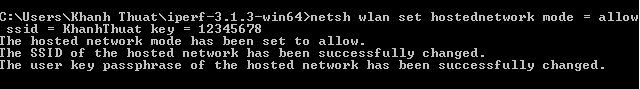 C:\Users\Khanh Thuat\iperf-3.1.3-win64>netsh wlan set hostednetwork mode = allow
ssid = KhanhThuat key = 12345678
The hosted network mode has been set to allow.
The SSID of the hosted network has been successfully changed.
The user key passphrase of the hosted network has been successfully changed.